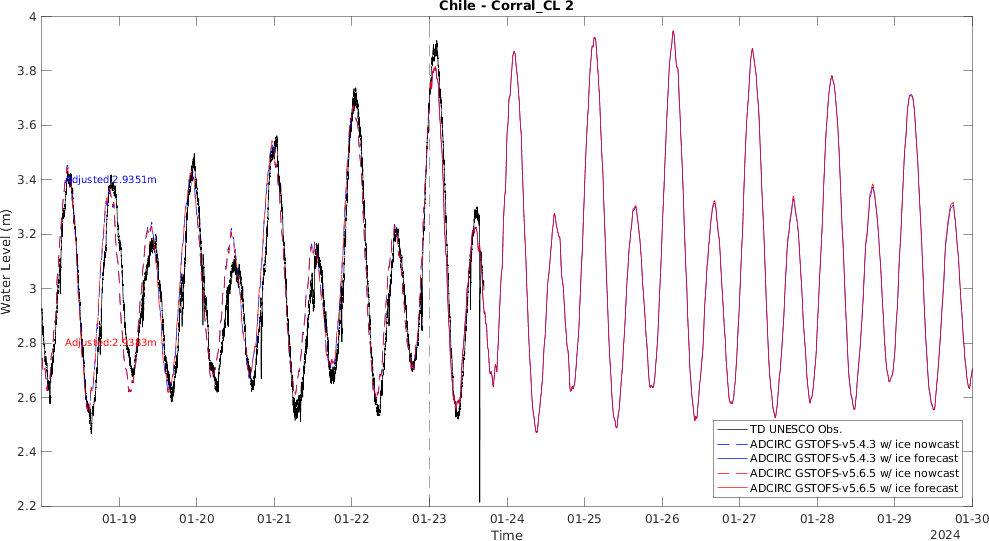 Chile - Corral_CL 2
4
3.8
3.6
3.4
3.2
3
2.8
2.6
2.4
2.2
Water Level (m)
Adjusted:2.9351m
Adjusted:2.9383m
TD UNESCO Obs.
ADCIRC GSTOFS-v5.4.3 w/ ice nowcast
ADCIRC GSTOFS-v5.4.3 w/ ice forecast
ADCIRC GSTOFS-v5.6.5 w/ ice nowcast
ADCIRC GSTOFS-v5.6.5 w/ ice forecast
01-19 01-20 01-21 01-22 01-23 01-24 01-25 01-26 01-27 01-28 01-29 01-30
Time
2024